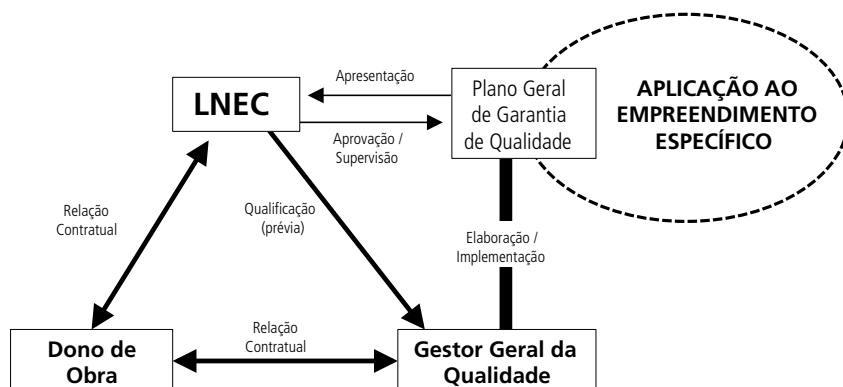 Apresentação
LNEC
Plano Geral
de Garantia
de Qualidade
APLICAÇÃO AO
EMPREENDIMENTO
ESPECÍFICO
Aprovação /
Supervisão
Relação
Contratual
Qualificação
(prévia)
Elaboração /
Implementação
Dono de
Obra
Relação
Contratual
Gestor Geral da
Qualidade